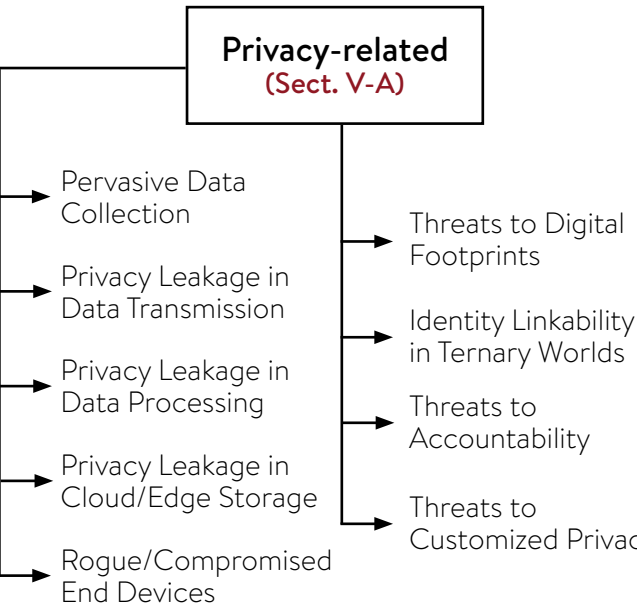 Privacy-related
(Sect. V-A)
Pervasive Data
Collection
Privacy Leakage in
Data Transmission
Privacy Leakage in
Data Processing
Privacy Leakage in
Cloud/Edge Storage
Rogue/Compromised
End Devices
Threats to Digital
Footprints
Identity Linkability
in Ternary Worlds
Threats to
Accountability
Threats to
Customized Privac